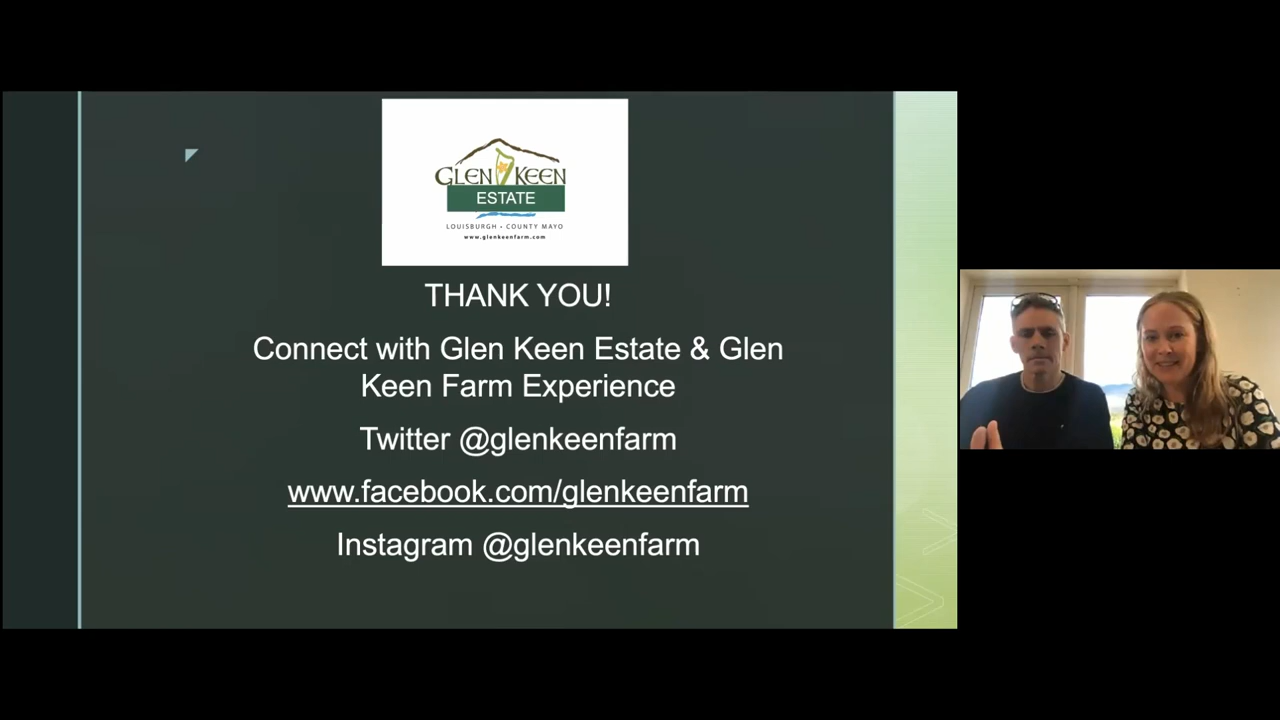 GLEN KEEN
ESTATE
LOUISBURGH • COUNTY MAYO
www.glenkeenfarm.com
THANK YOU!
Connect with Glen Keen Estate & Glen
Keen Farm Experience
Twitter @glenkeenfarm
www.facebook.com/glenkeenfarm
Instagram @glenkeenfarm